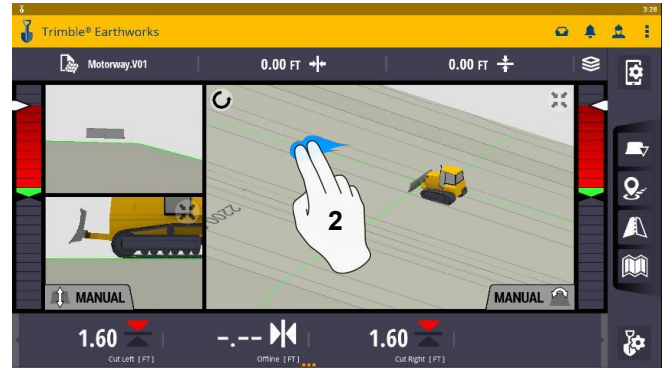 3:28
Trimble® Earthworks
Motorway.V01
0.00 FT
0.00 FT
2200
2
MANUAL
MANUAL
1.60
-.--
1.60
Cut Left [FT]
Offline [FT]
Cut Right [FT]